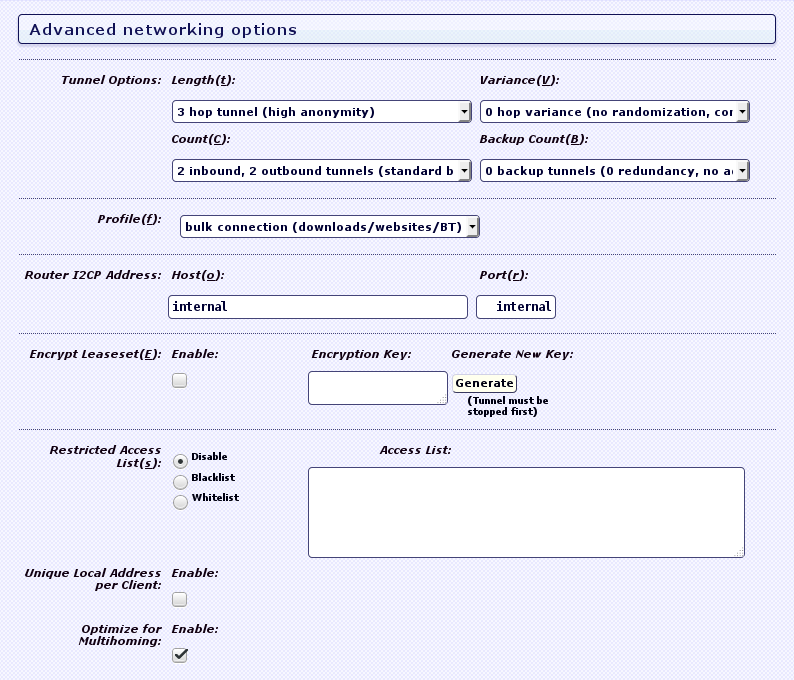 Advanced networking options
Tunnel Options: Length(t): Variance(V):
3 hop tunnel (high anonymity) 0 hop variance (no randomization, cor
Count(C): Backup Count(B):
2 inbound, 2 outbound tunnels (standard b 0 backup tunnels (0 redundancy, no a
Profile(f): bulk connection (downloads/websites/BT)
Router I2CP Address: Host(o): Port(r):
internal internal
Encrypt Leaseset(E): Enable: Encryption Key: Generate New Key:
Generate
(Tunnel must be
stopped first)
Restricted Access
List(s):
Disable
Blacklist
Whitelist
Access List:
Unique Local Address
per Client:
Enable:
Optimize for
Multihoming:
Enable: